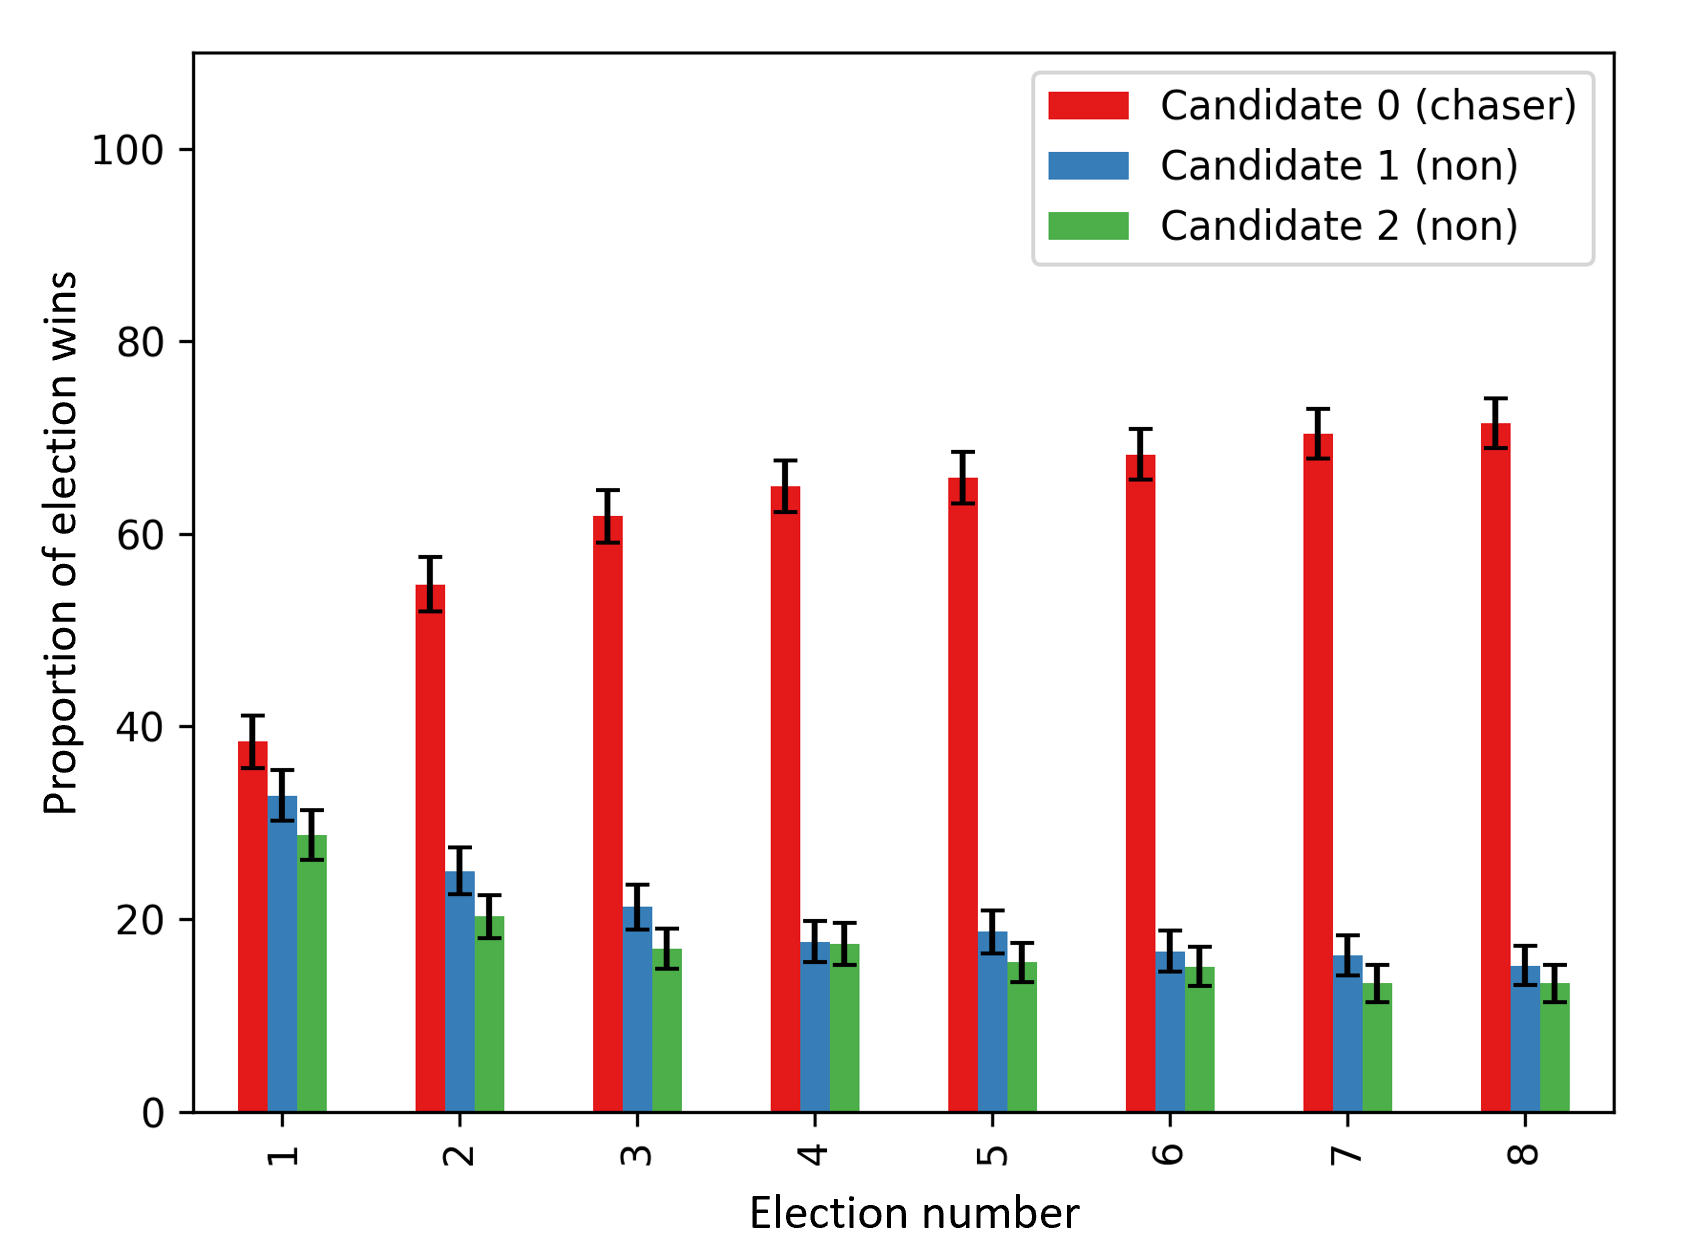 Candidate 0 (chaser)
Candidate 1 (non)
Candidate 2 (non)
Proportion of election wins
100
80
60
40
20
0
1 2 3 4 5 6 7 8
Election number